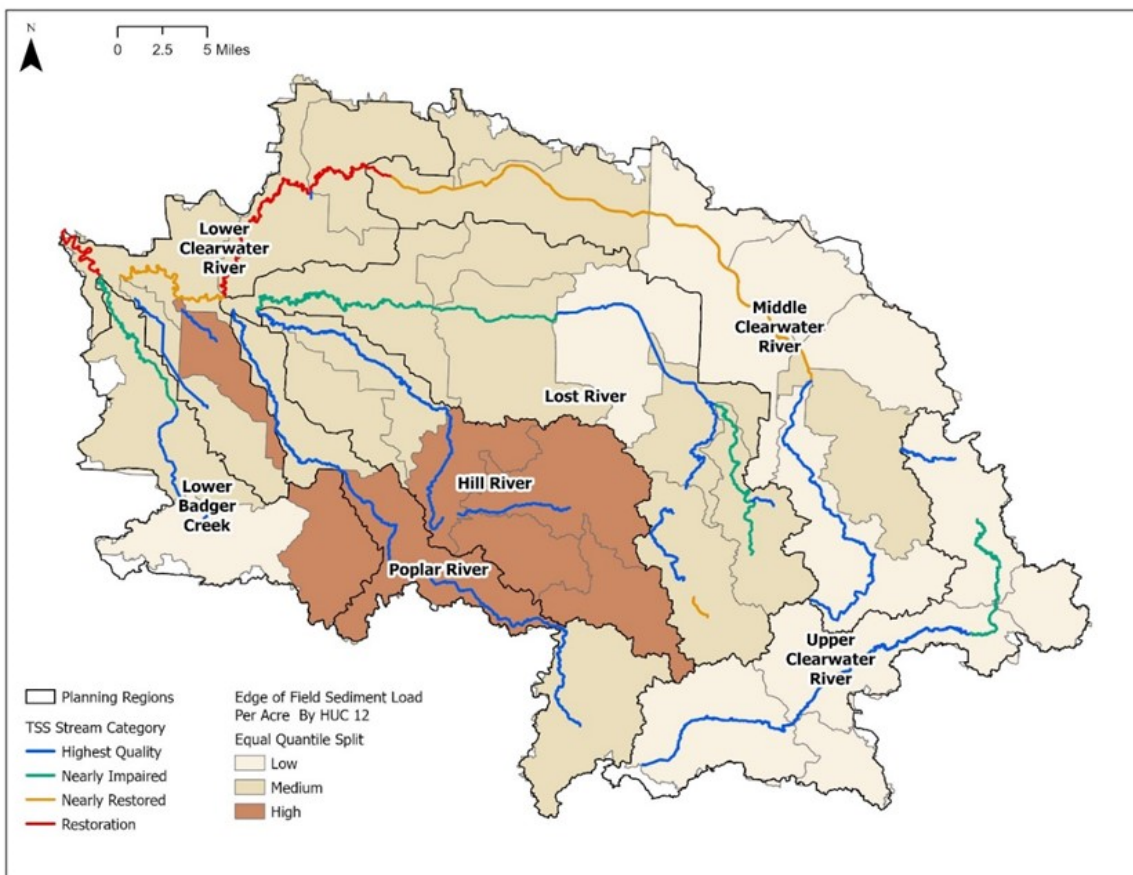 N
0 2.5 5 Miles
Lower
Clearwater
River
Middle
Clearwater
River
Lost River
Hill River
Lower
Badger
Creek
Poplar River
Upper
Clearwater
River
Planning Regions
TSS Stream Category
Highest Quality
Nearly Impaired
Nearly Restored
Restoration
Edge of Field Sediment Load
Per Acre By HUC 12
Equal Quantile Split
Low
Medium
High